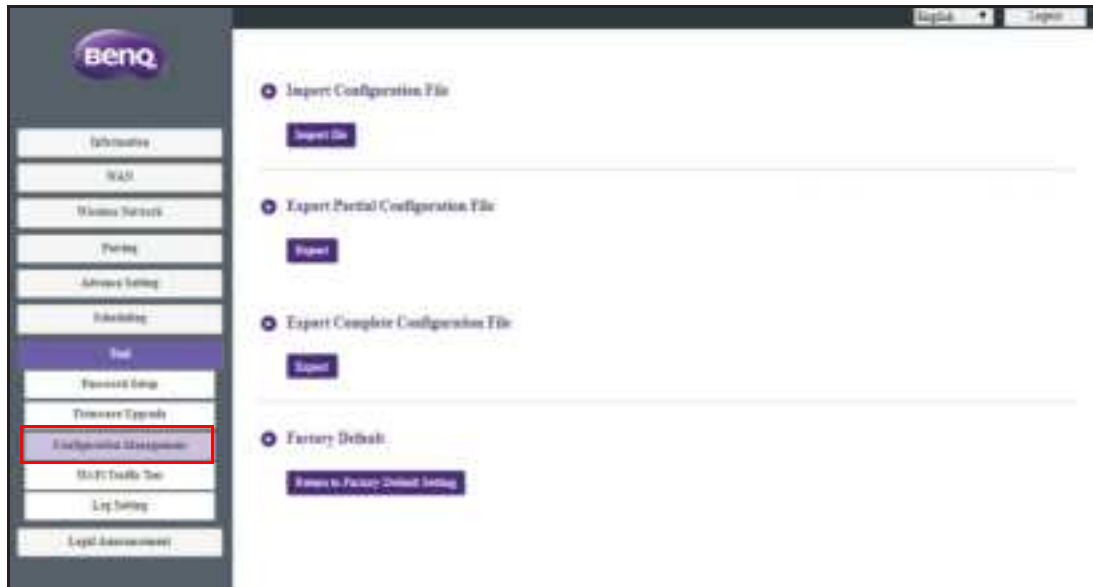 English
Logout
BenQ
Information
WAN
Wireless Network
Pairing
Advance Setting
Scheduling
Tool
Password Setup
Firmware Upgrade
Configuration Management
Wi-Fi Traffic Test
Log Setting
Legal Announcement
Import Configuration File
Import file
Export Partial Configuration File
Export
Export Complete Configuration File
Export
Factory Default
Return to Factory Default Setting